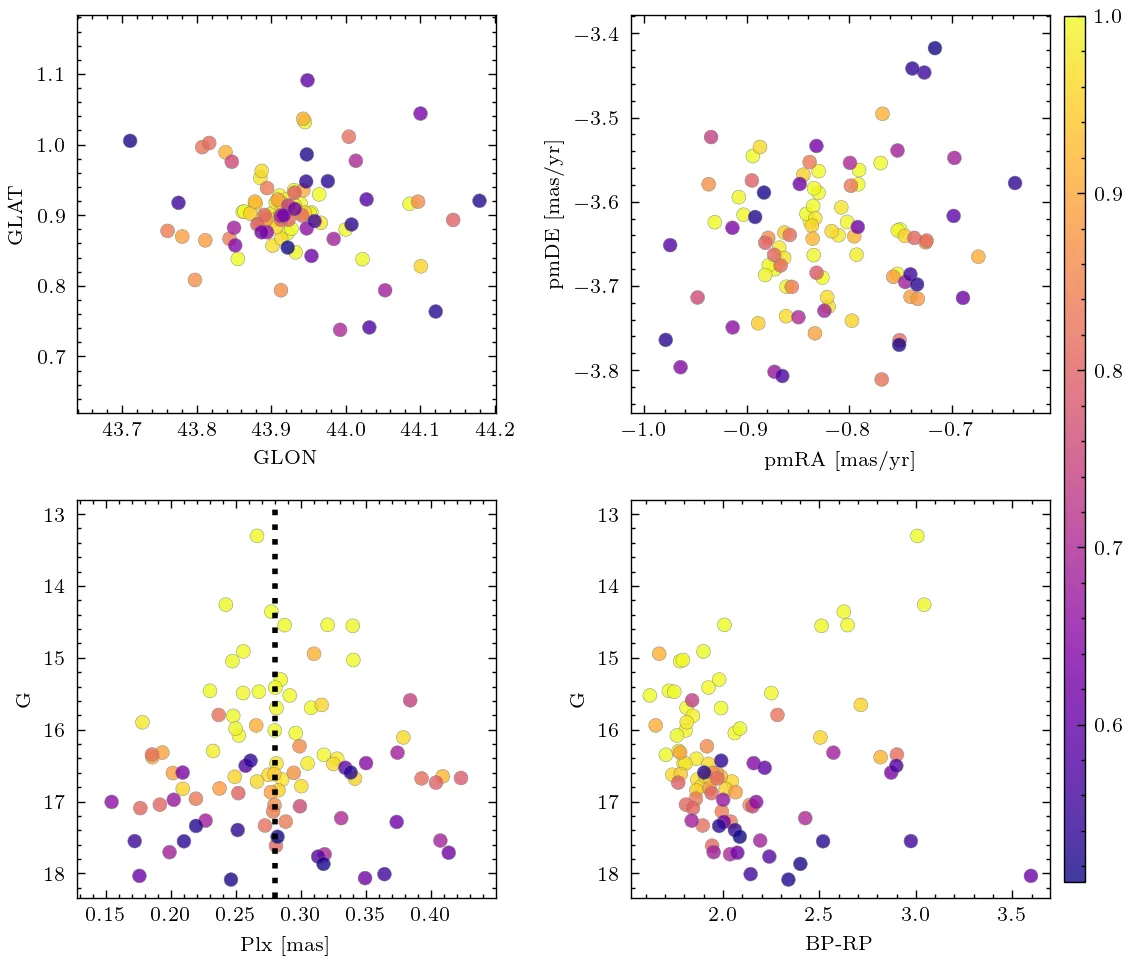 1.1
1.0
0.9
0.8
0.7
GLAT
43.7 43.8 43.9 44.0 44.1 44.2
GLON
−3.4
−3.5
−3.6
−3.7
−3.8
pmDE [mas/yr]
−1.0 −0.9 −0.8 −0.7
pmRA [mas/yr]
1.0
0.9
0.8
0.7
0.6
13
14
15
16
17
18
G
0.15 0.20 0.25 0.30 0.35 0.40
Plx [mas]
13
14
15
16
17
18
G
2.0 2.5 3.0 3.5
BP-RP